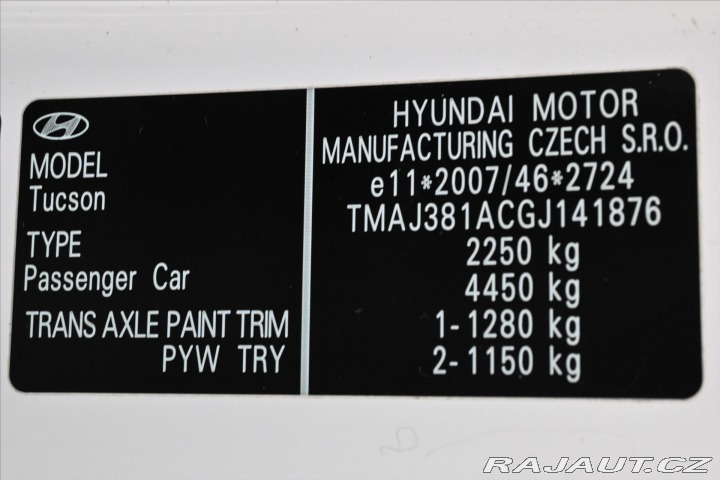 MODEL
Tucson
TYPE
Passenger Car
TRANS AXLE PAINT TRIM
PYW TRY
HYUNDAI MOTOR
MANUFACTURING CZECH S.R.O.
e11*2007/46*2724
TMAJ381ACGJ141876
2250 kg
4450 kg
1-1280 kg
2-1150 kg
RAJAUT.CZ